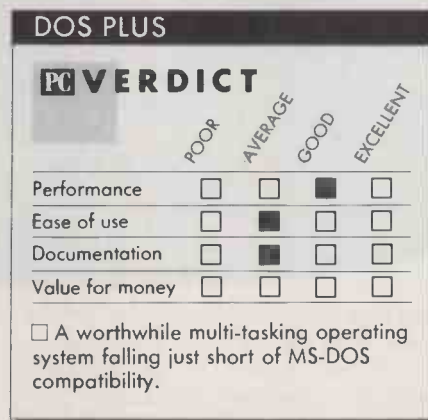 DOS PLUS
PC VERDICT
POOR
AVERAGE
GOOD
EXCELLENT
Performance
Ease of use
Documentation
Value for money
A worthwhile multi-tasking operating
system falling just short of MS-DOS
compatibility.